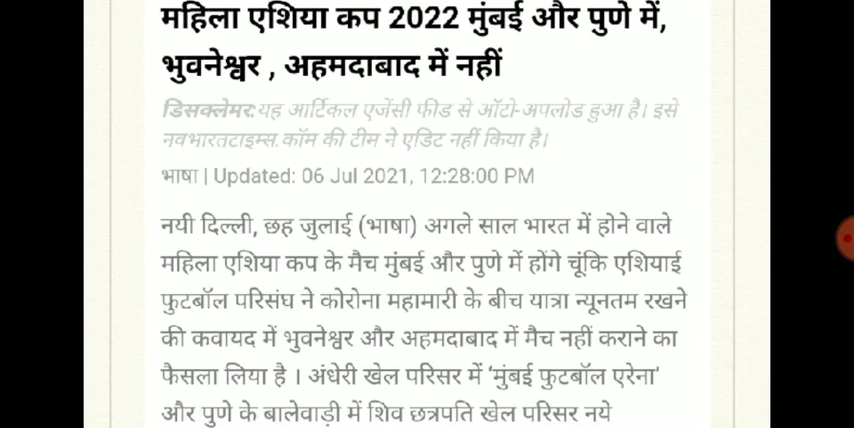 महिला एशिया कप 2022 मुंबई और पुणे में,
भुवनेश्वर , अहमदाबाद में नहीं
डिसक्लेमर:यह आर्टिकल एजेंसी फीड से ऑटो-अपलोड हुआ है। इसे
नवभारतटाइम्स.कॉम की टीम ने एडिट नहीं किया है।
भाषा | Updated: 06 Jul 2021, 12:28:00 PM
नयी दिल्ली, छह जुलाई (भाषा) अगले साल भारत में होने वाले
महिला एशिया कप के मैच मुंबई और पुणे में होंगे चूंकि एशियाई
फुटबॉल परिसंघ ने कोरोना महामारी के बीच यात्रा न्यूनतम रखने
की कवायद में भुवनेश्वर और अहमदाबाद में मैच नहीं कराने का
फैसला लिया है । अंधेरी खेल परिसर में ‘मुंबई फुटबॉल एरेना’
और पुणे के बालेवाड़ी में शिव छत्रपति खेल परिसर नये